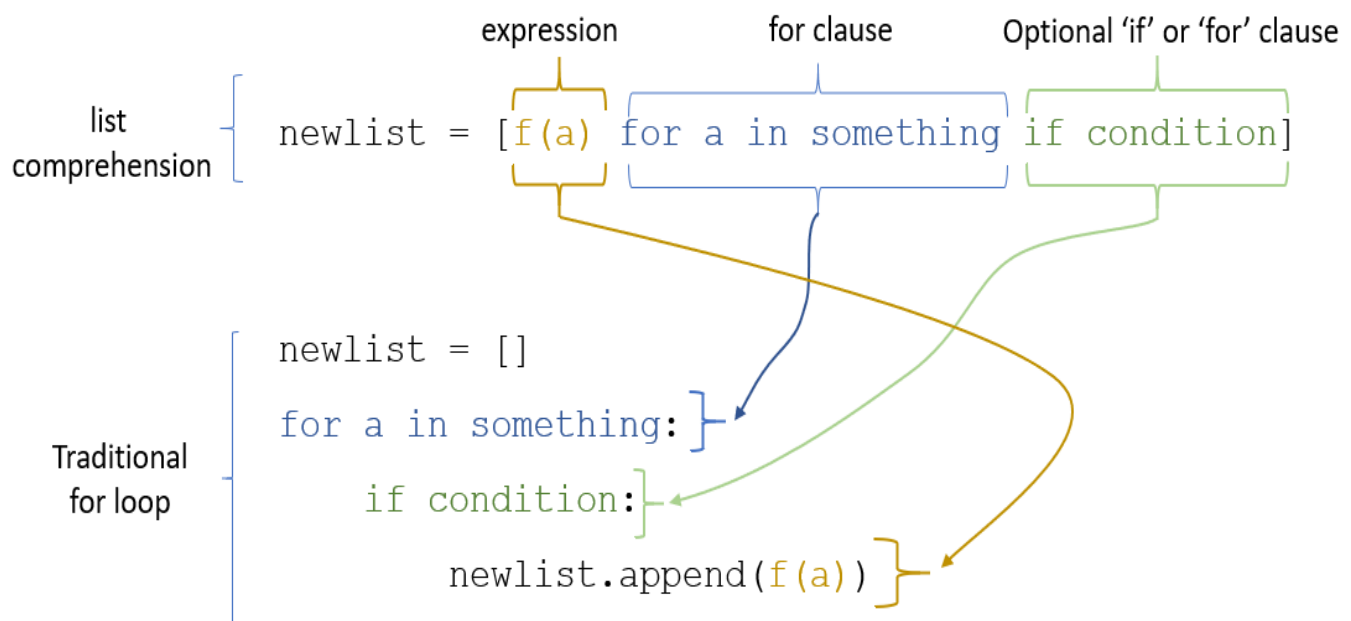 expression
for clause
Optional ‘if’ or ‘for’ clause
list
comprehension
newlist = [f(a) for a in something if condition]
Traditional
for loop
newlist = []
for a in something:
if condition:
newlist.append(f(a))